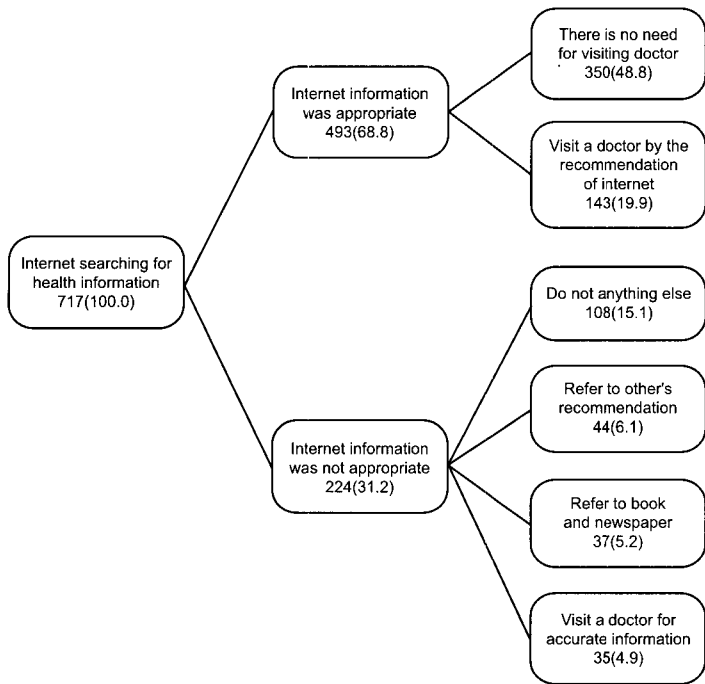 There is no need
for visiting doctor
350(48.8)
Internet information
was appropriate
493(68.8)
Visit a doctor by the
recommendation
of internet
143(19.9)
Internet searching for
health information
717(100.0)
Do not anything else
108(15.1)
Refer to other's
recommendation
44(6.1)
Internet information
was not appropriate
224(31.2)
Refer to book
and newspaper
37(5.2)
Visit a doctor for
accurate information
35(4.9)